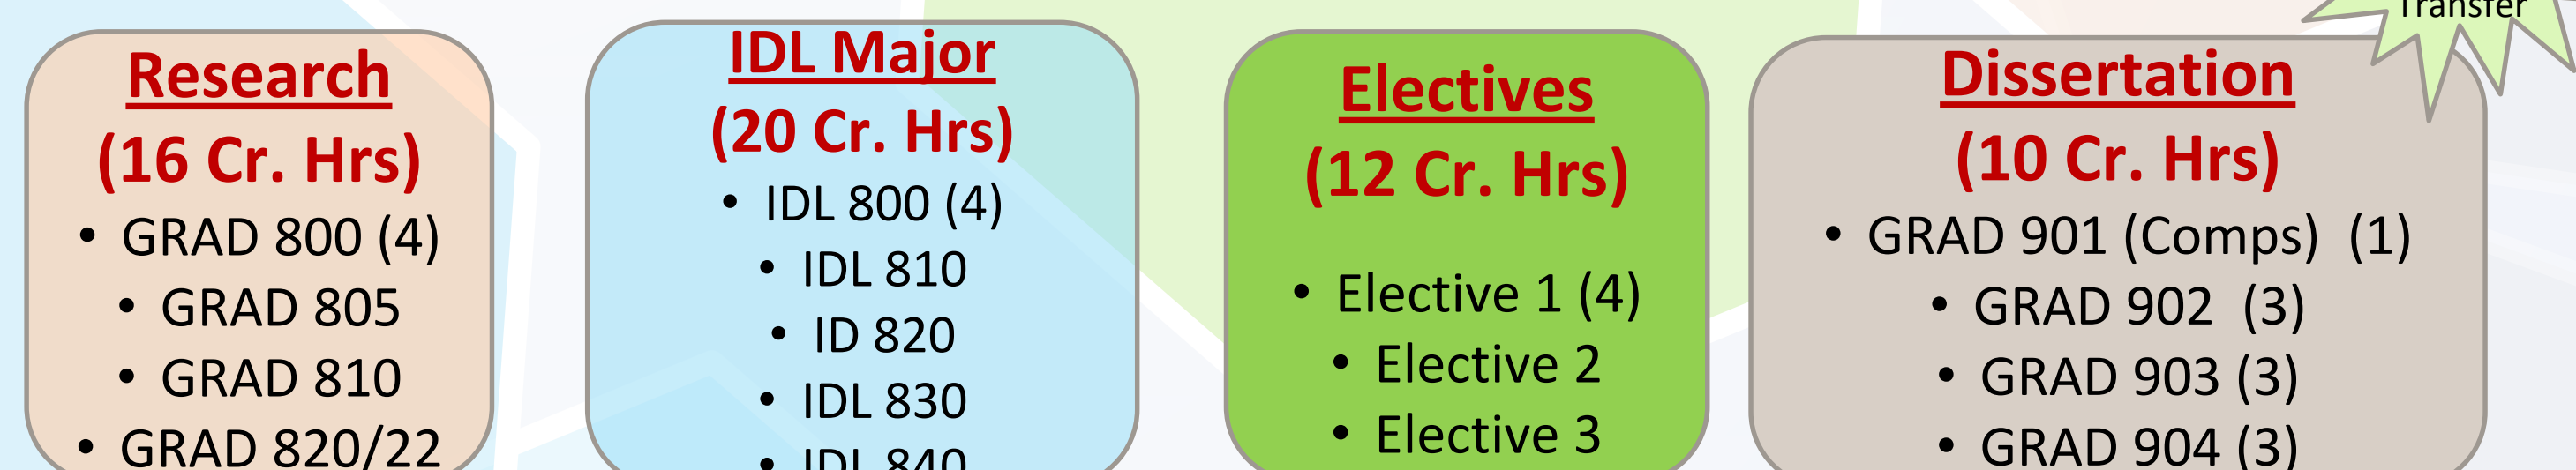 Research
(16 Cr. Hrs)
• GRAD 800 (4)
• GRAD 805
• GRAD 810
• GRAD 820/22
IDL Major
(20 Cr. Hrs)
• IDL 800 (4)
• IDL 810
• ID 820
• IDL 830
• IDL 840
Electives
(12 Cr. Hrs)
• Elective 1 (4)
• Elective 2
• Elective 3
Transfer
Dissertation
(10 Cr. Hrs)
• GRAD 901 (Comps) (1)
• GRAD 902 (3)
• GRAD 903 (3)
• GRAD 904 (3)